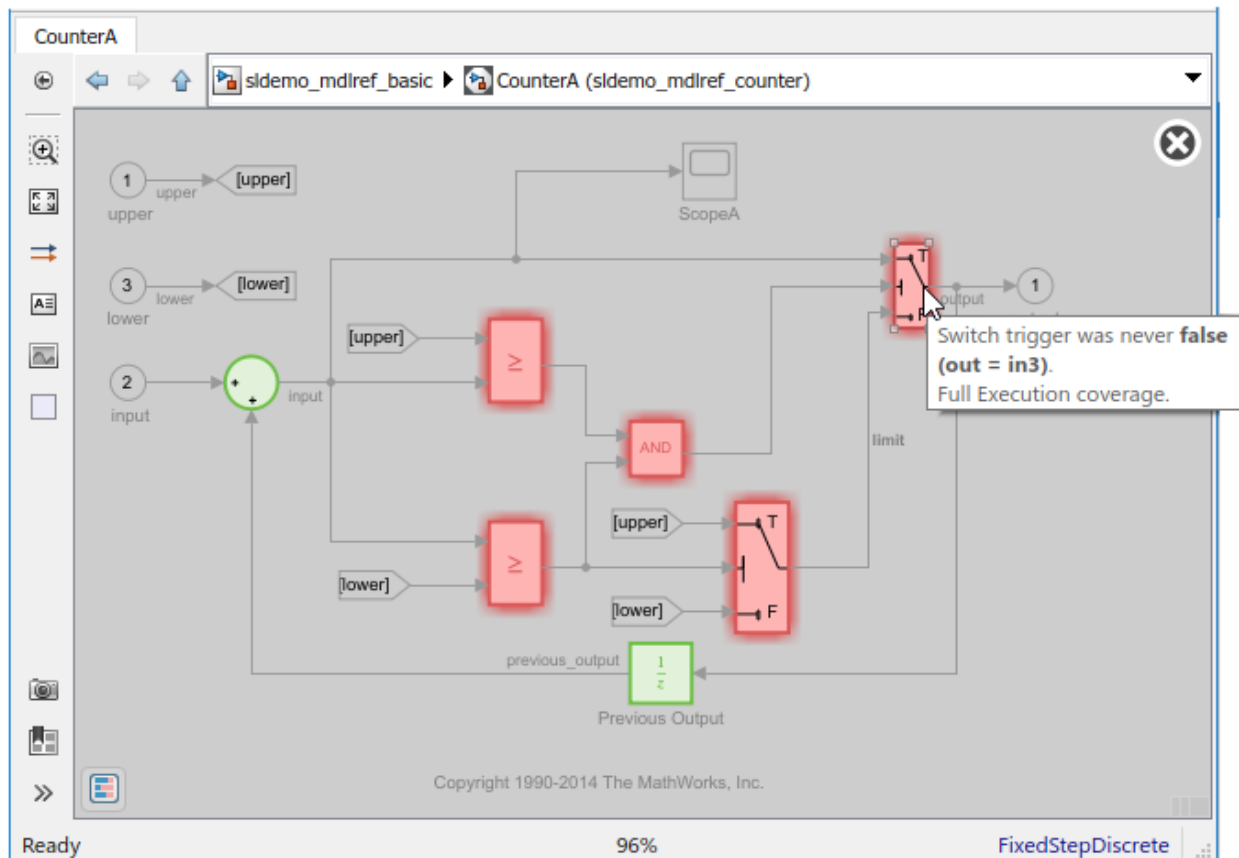 CounterA
sldemo_mdlref_basic CounterA (sldemo_mdlref_counter)
1 upper [upper]
upper
ScopeA
3 lower [lower]
lower
T
output 1
Switch trigger was never false
(out = in3).
Full Execution coverage.
[upper]
≥
2 + + input
input
AND
limit
[upper] T
≥
[lower]
[lower] F
previous_output
1
z
Previous Output
Copyright 1990-2014 The MathWorks, Inc.
Ready 96% FixedStepDiscrete